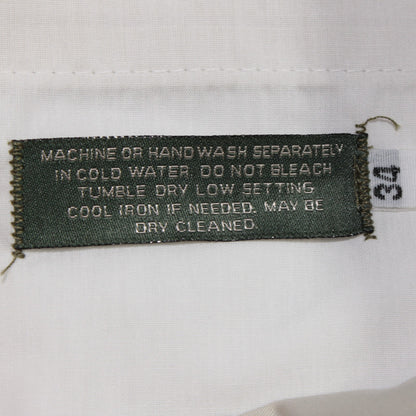 MACHINE OR HAND WASH SEPARATELY
IN COLD WATER. DO NOT BLEACH
TUMBLE DRY LOW SETTING
COOL IRON IF NEEDED. MAY BE
DRY CLEANED.
34